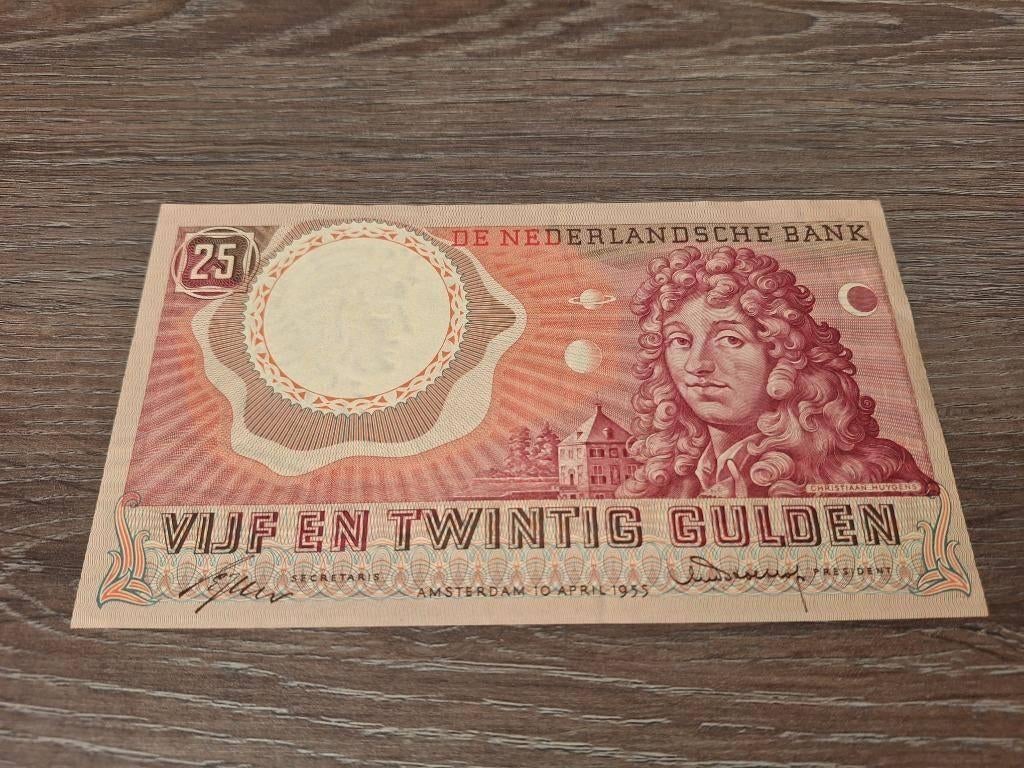 25
DE NEDERLANDSCHE BANK
CHRISTIAAN HUYGENS
VIJF EN TWINTIG GULDEN
SECRETARIS
PRESIDENT
AMSTERDAM 10 APRIL 1955